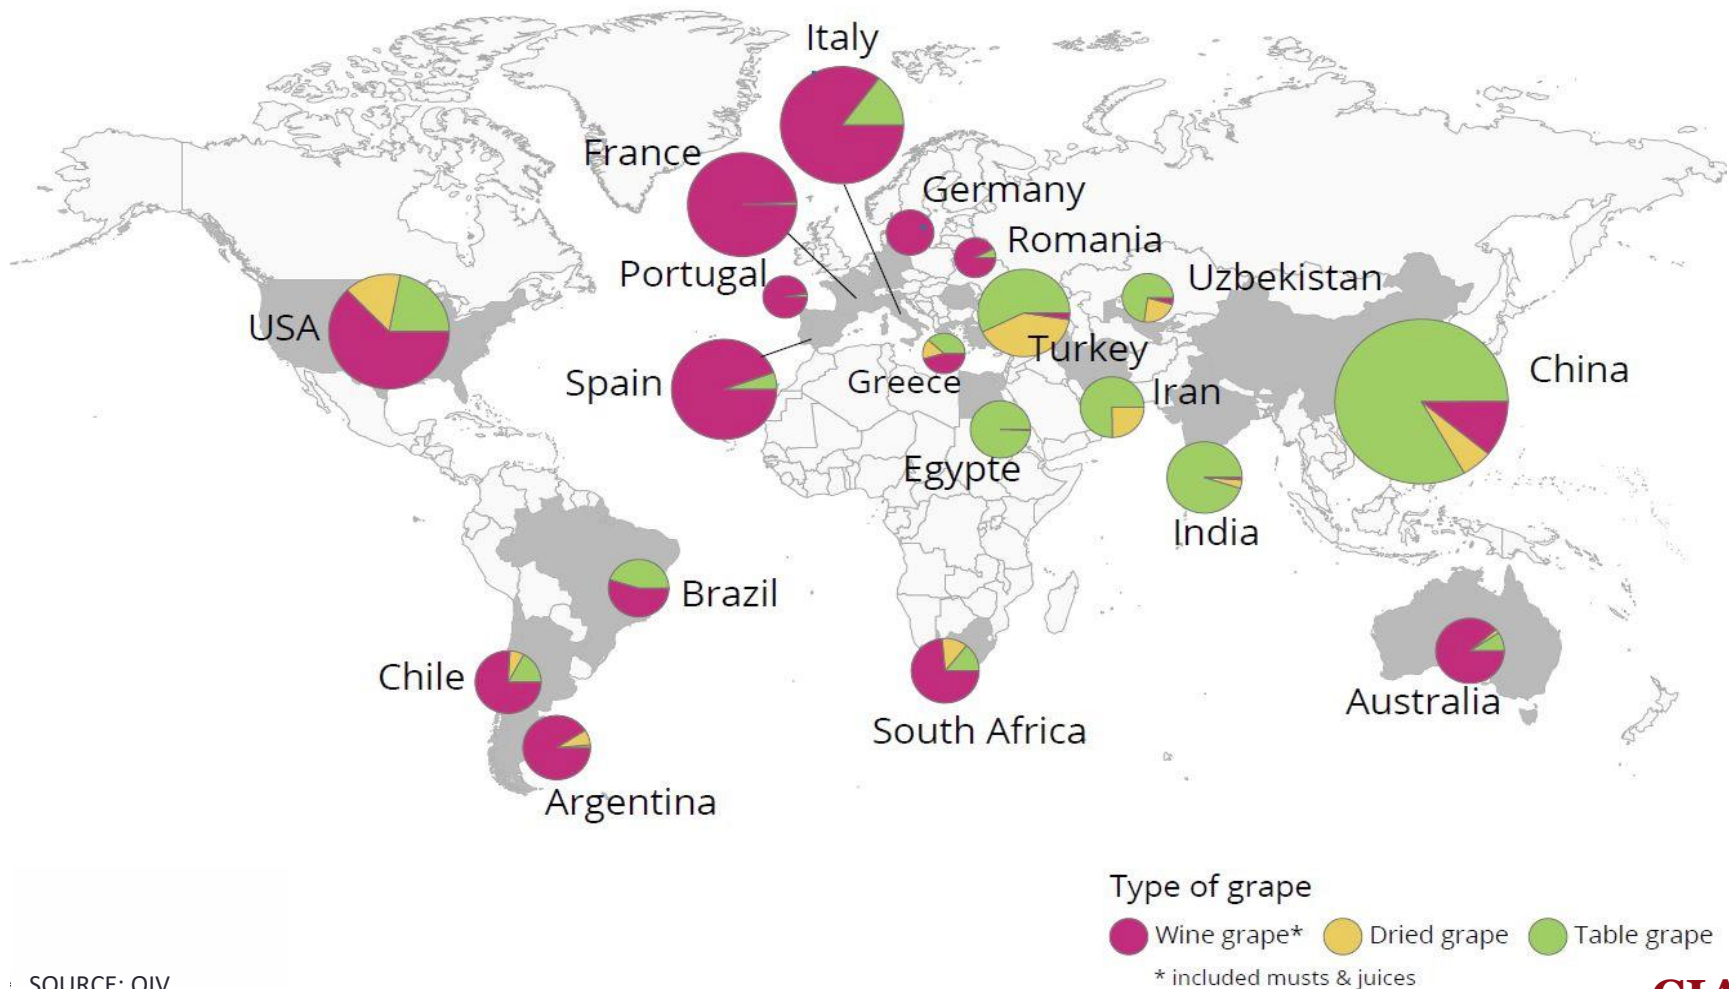 Italy
France
Germany
Romania
Portugal
Uzbekistan
USA
Turkey
Spain
Greece
Iran
China
Egypte
India
Brazil
Chile
South Africa
Australia
Argentina
Type of grape
Wine grape*
Dried grape
Table grape
* included musts & juices
SOURCE: OIV